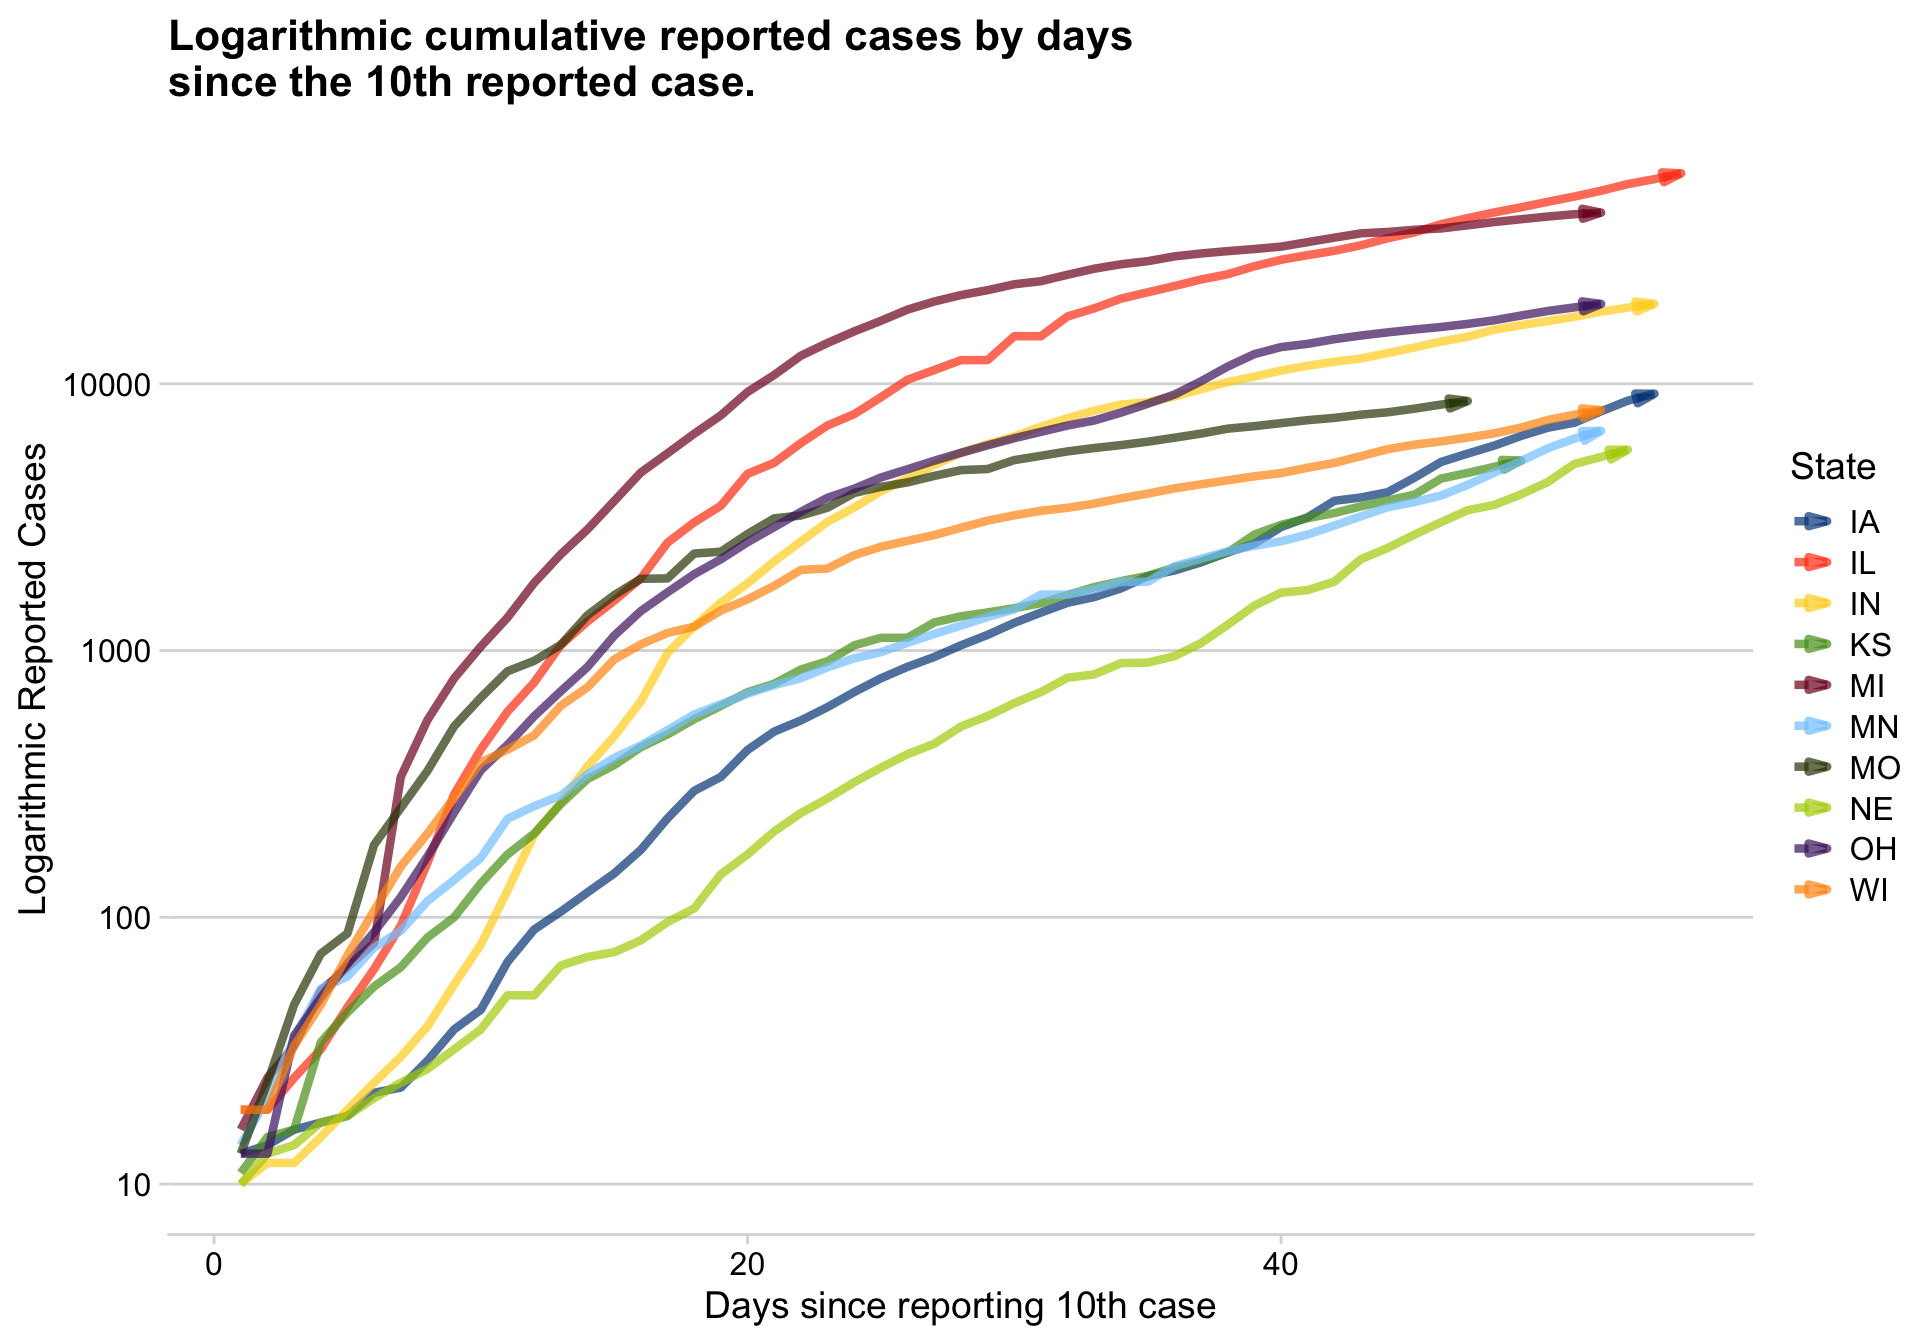 Logarithmic cumulative reported cases by days
since the 10th reported case.
Logarithmic Reported Cases
10000
1000
100
10
0
20
40
Days since reporting 10th case
State
IA
IL
IN
KS
MI
MN
MO
NE
OH
WI